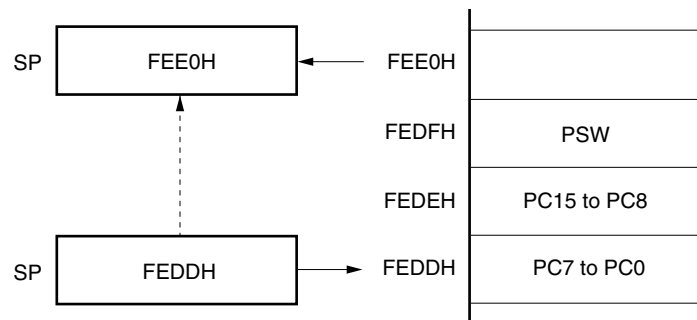 SP FEE0H FEE0H
FEDFH PSW
FEDEH PC15 to PC8
SP FEDDH FEDDH PC7 to PC0